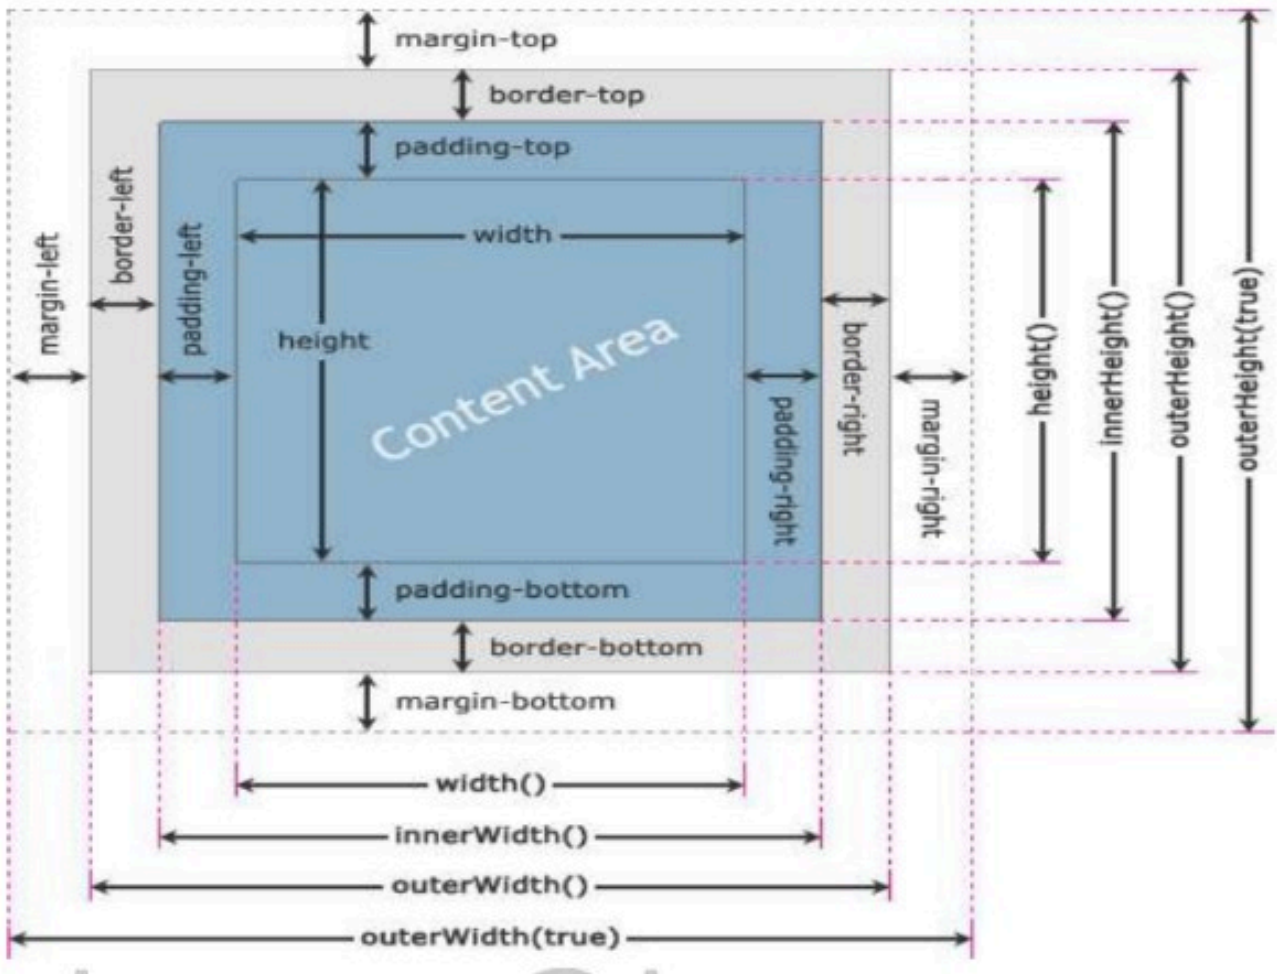 margin-top
border-top
padding-top
border-left
padding-left
margin-left
width
height
Content Area
border-right
padding-right
margin-right
height()
innerHeight()
outerHeight()
outerHeight(true)
padding-bottom
border-bottom
margin-bottom
width()
innerWidth()
outerWidth()
outerWidth(true)